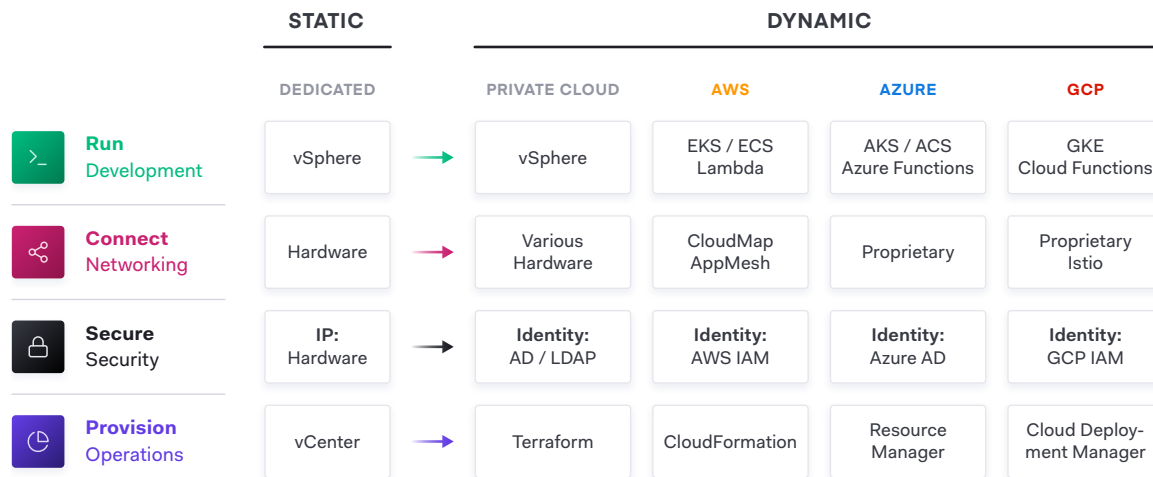 STATIC
DYNAMIC
DEDICATED
PRIVATE CLOUD
AWS
AZURE
GCP
Run
Development
vSphere
vSphere
EKS / ECS
Lambda
AKS / ACS
Azure Functions
GKE
Cloud Functions
Connect
Networking
Hardware
Various
Hardware
CloudMap
AppMesh
Proprietary
Proprietary
Istio
Secure
Security
IP:
Hardware
Identity:
AD / LDAP
Identity:
AWS IAM
Identity:
Azure AD
Identity:
GCP IAM
Provision
Operations
vCenter
Terraform
CloudFormation
Resource
Manager
Cloud Deploy-
ment Manager